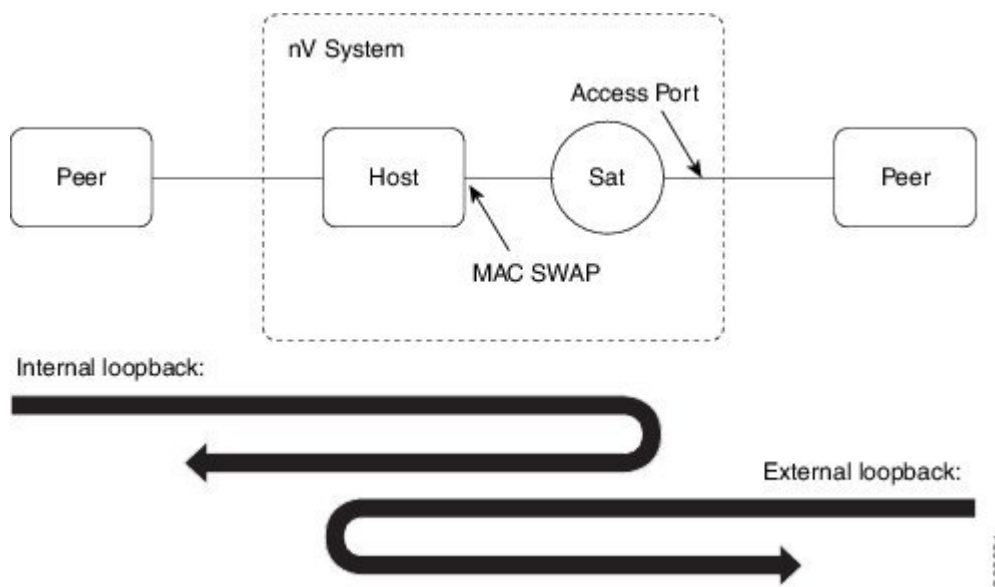 nV System
Access Port
Peer
Host
Sat
Peer
MAC SWAP
Internal loopback:
External loopback: